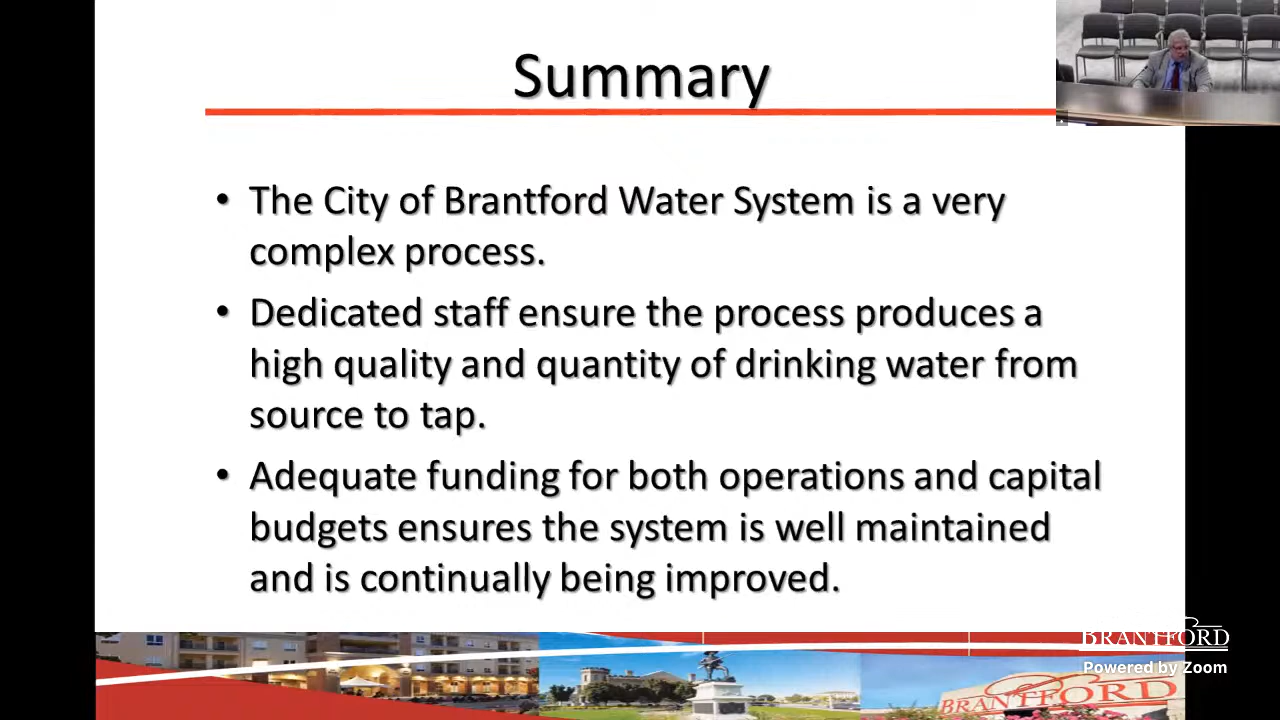 Summary
• The City of Brantford Water System is a very
complex process.
• Dedicated staff ensure the process produces a
high quality and quantity of drinking water from
source to tap.
• Adequate funding for both operations and capital
budgets ensures the system is well maintained
and is continually being improved.
BRANTFORD
Powered by Zoom
BRANTFORD